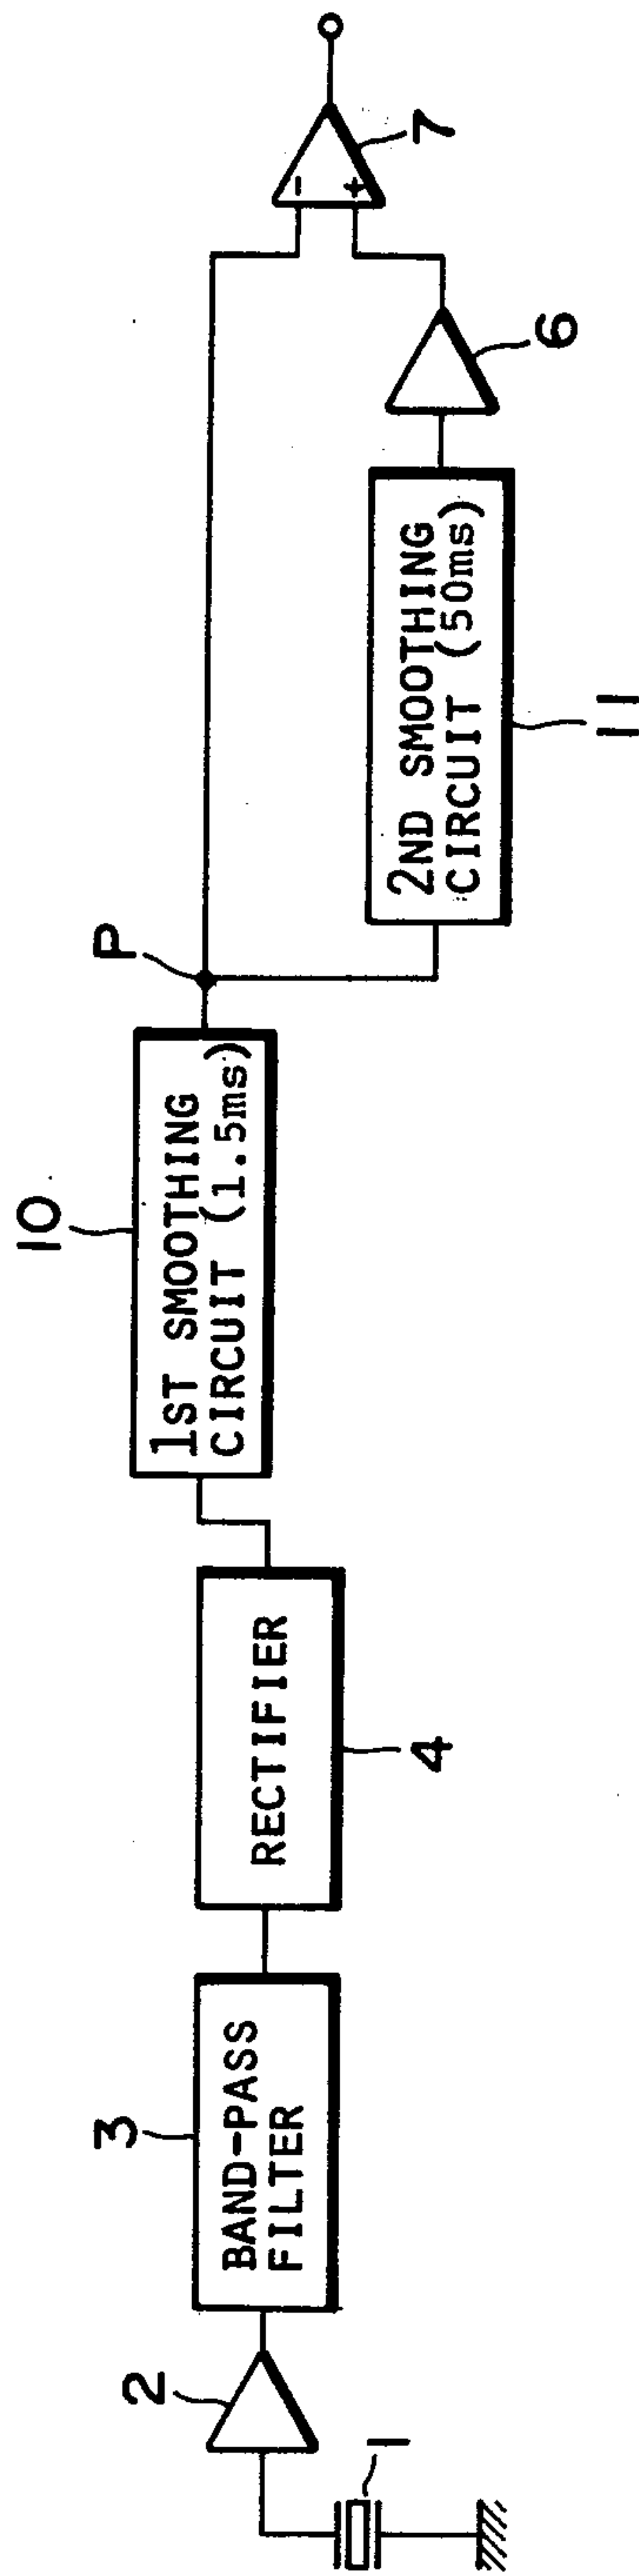 1
2
3
BAND-PASS
FILTER
RECTIFIER
4
10
1ST SMOOTHING
CIRCUIT (1.5ms)
P
2ND SMOOTHING
CIRCUIT (50ms)
11
6
-
+
7